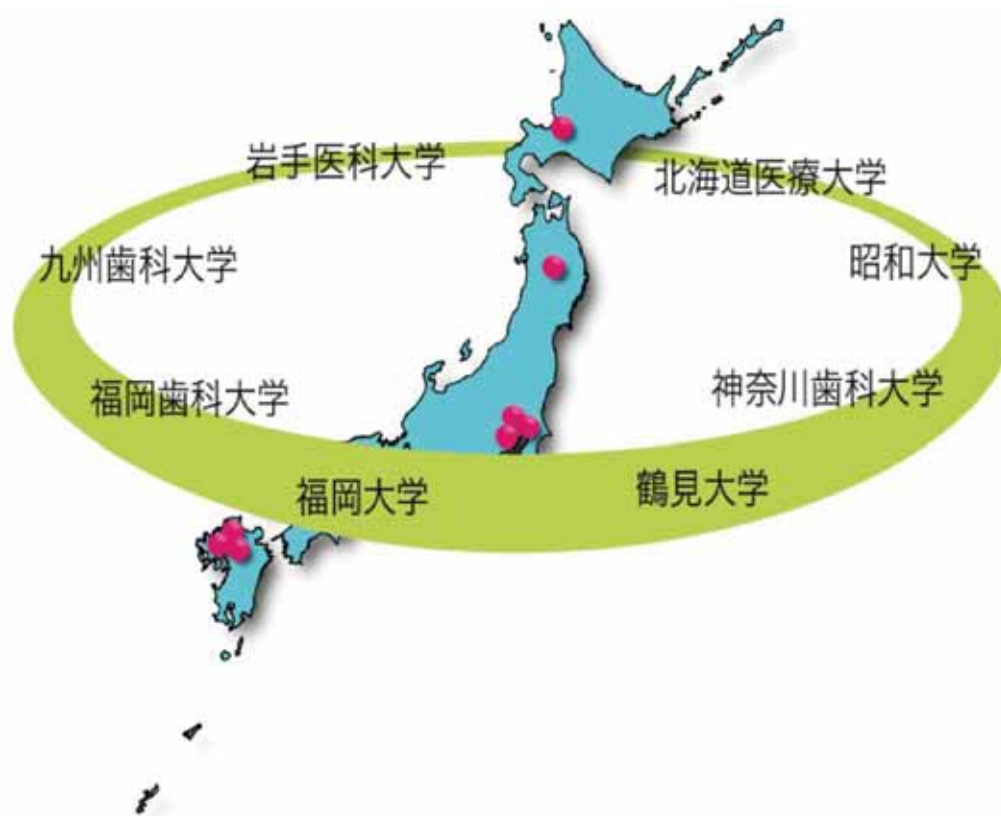 岩手医科大学
北海道医療大学
九州歯科大学
昭和大学
福岡歯科大学
神奈川歯科大学
福岡大学
鶴見大学